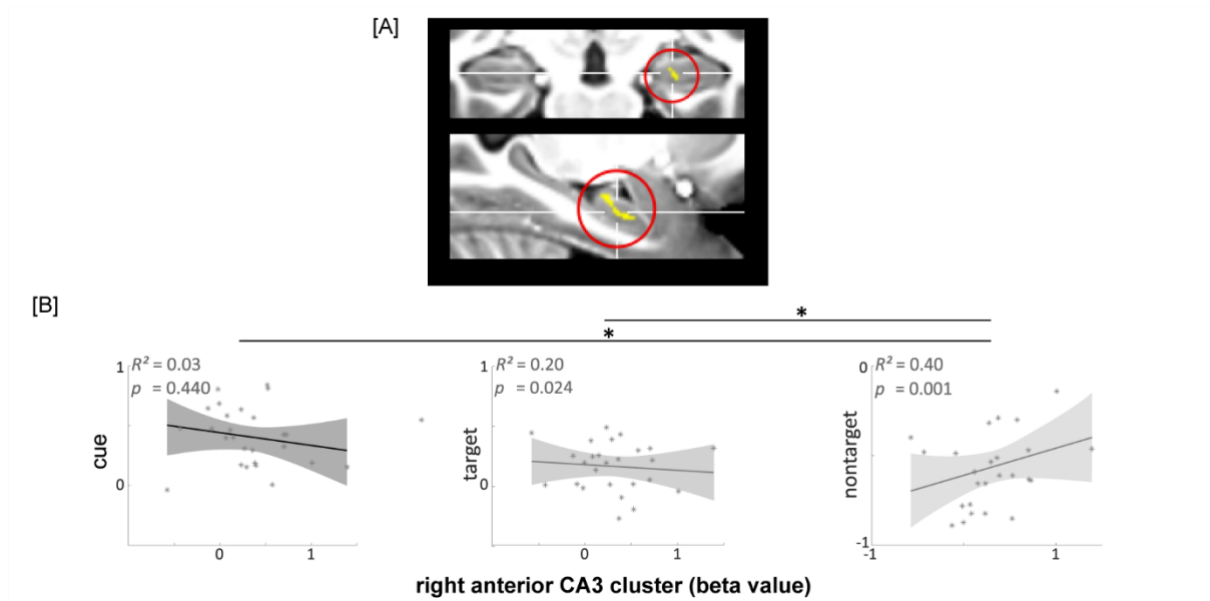 [A]
[B]
*
*
1
R² = 0.03
p = 0.440
cue
0
0
1
1
R² = 0.20
p = 0.024
target
0
0
1
0
R² = 0.40
p = 0.001
nontarget
-1
-1
1
right anterior CA3 cluster (beta value)